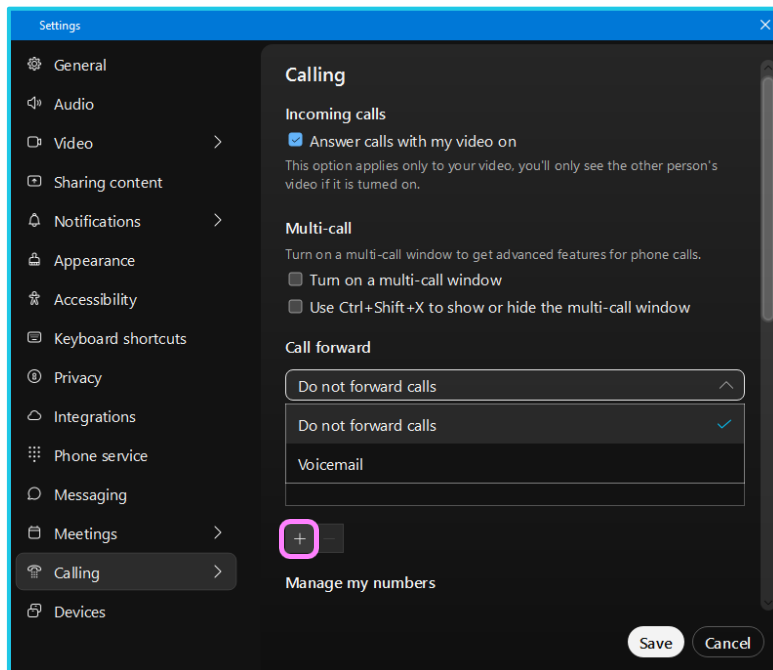 Settings
General
Audio
Video
Sharing content
Notifications
Appearance
Accessibility
Keyboard shortcuts
Privacy
Integrations
Phone service
Messaging
Meetings
Calling
Devices
Calling
Incoming calls
Answer calls with my video on
This option applies only to your video, you'll only see the other person's
video if it is turned on.
Multi-call
Turn on a multi-call window to get advanced features for phone calls.
Turn on a multi-call window
Use Ctrl+Shift+X to show or hide the multi-call window
Call forward
Do not forward calls
Do not forward calls
Voicemail
Manage my numbers
Save
Cancel